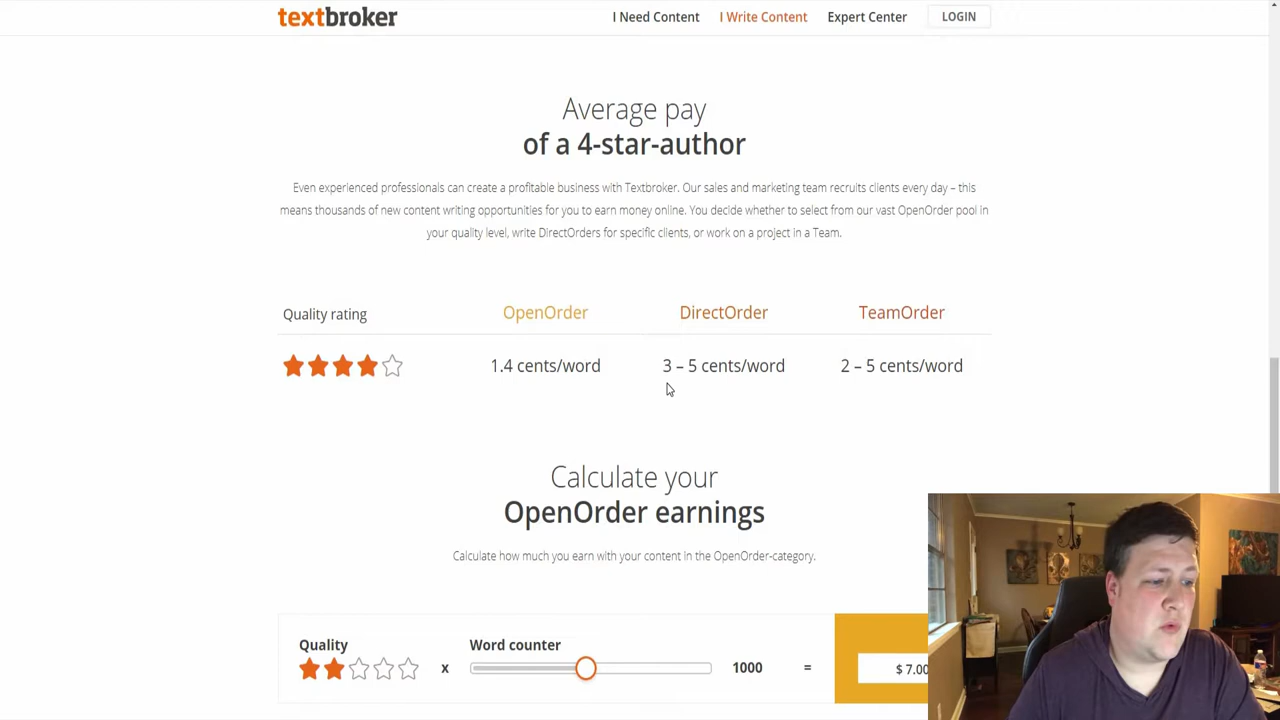 textbroker
I Need Content
I Write Content
Expert Center
LOGIN
Average pay
of a 4-star-author
Even experienced professionals can create a profitable business with Textbroker. Our sales and marketing team recruits clients every day – this
means thousands of new content writing opportunities for you to earn money online. You decide whether to select from our vast OpenOrder pool in
your quality level, write DirectOrders for specific clients, or work on a project in a Team.
Quality rating
OpenOrder
DirectOrder
TeamOrder
1.4 cents/word
3 – 5 cents/word
2 – 5 cents/word
Calculate your
OpenOrder earnings
Calculate how much you earn with your content in the OpenOrder-category.
Quality
Word counter
x
1000
=
$ 7.00